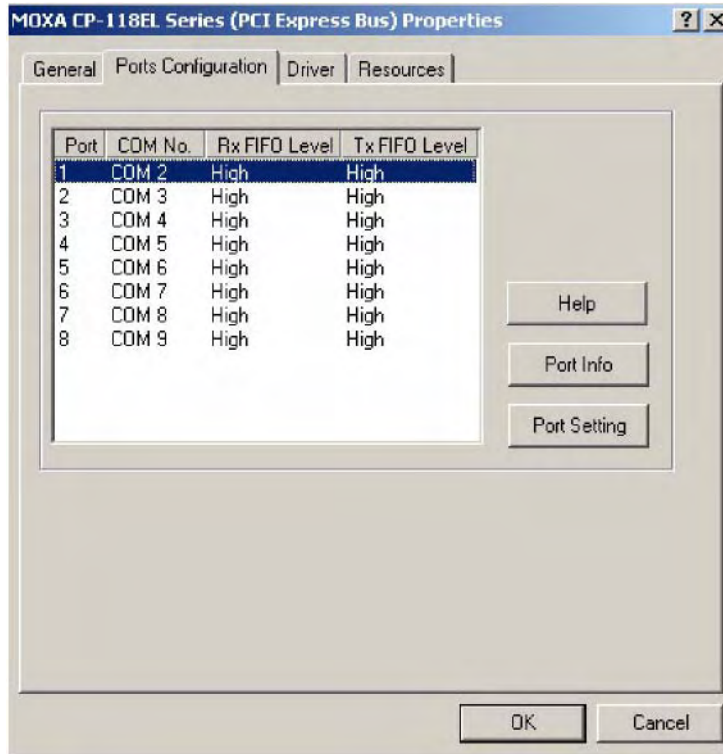 MOXA CP-118EL Series (PCI Express Bus) Properties
General Ports Configuration Driver Resources
Port COM No. Rx FIFO Level Tx FIFO Level
1 COM 2 High High
2 COM 3 High High
3 COM 4 High High
4 COM 5 High High
5 COM 6 High High
6 COM 7 High High
7 COM 8 High High
8 COM 9 High High
Help
Port Info
Port Setting
OK Cancel